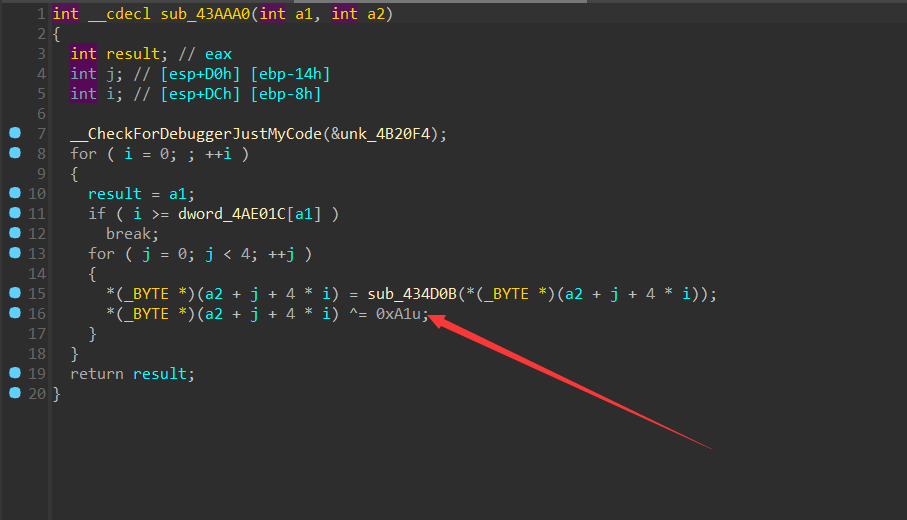 1 int __cdecl sub_43AAA0(int a1, int a2)
2 {
3 int result; // eax
4 int j; // [esp+D0h] [ebp-14h]
5 int i; // [esp+DCh] [ebp-8h]
6
7 __CheckForDebuggerJustMyCode(&unk_4B20F4);
8 for ( i = 0; ; ++i )
9 {
10 result = a1;
11 if ( i >= dword_4AE01C[a1] )
12 break;
13 for ( j = 0; j < 4; ++j )
14 {
15 *(_BYTE *)(a2 + j + 4 * i) = sub_434D0B(*(_BYTE *)(a2 + j + 4 * i));
16 *(_BYTE *)(a2 + j + 4 * i) ^= 0xA1u;
17 }
18 }
19 return result;
20 }